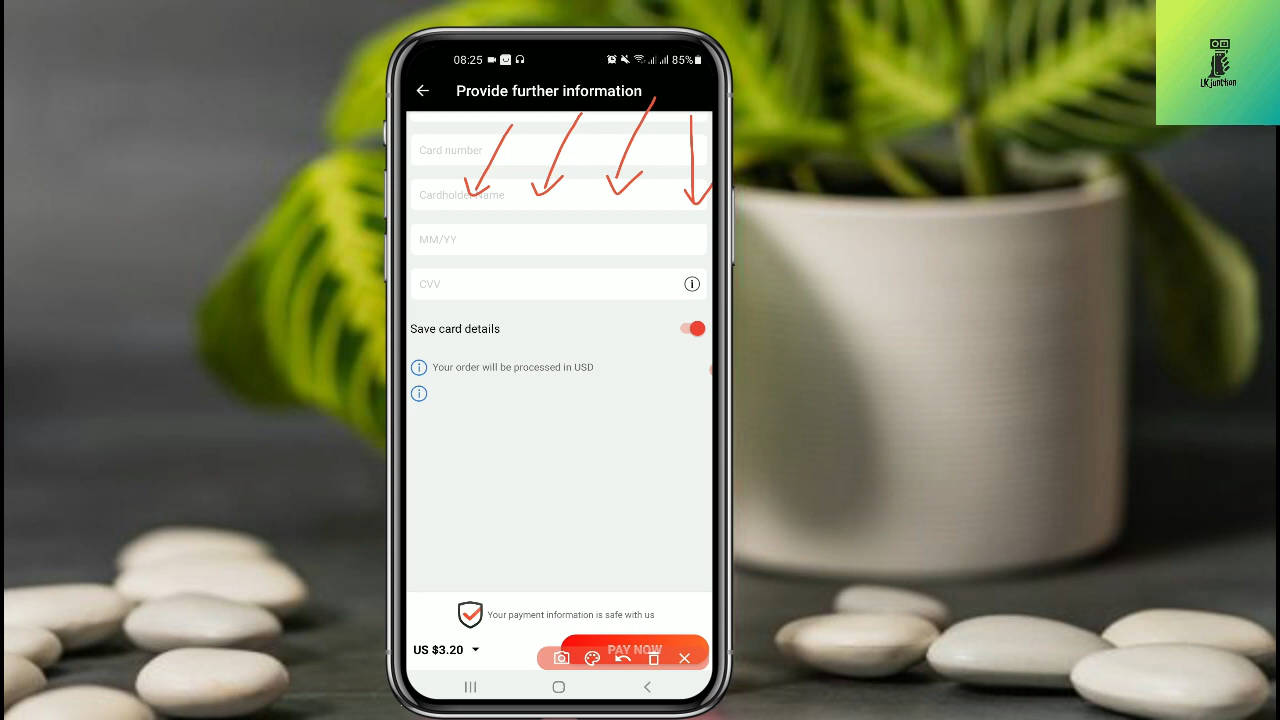 08:25
85%
LK junction
Provide further information
Card number
Cardholder Name
MM/YY
CVV
Save card details
Your order will be processed in USD
Your payment information is safe with us
US $3.20
PAY NOW